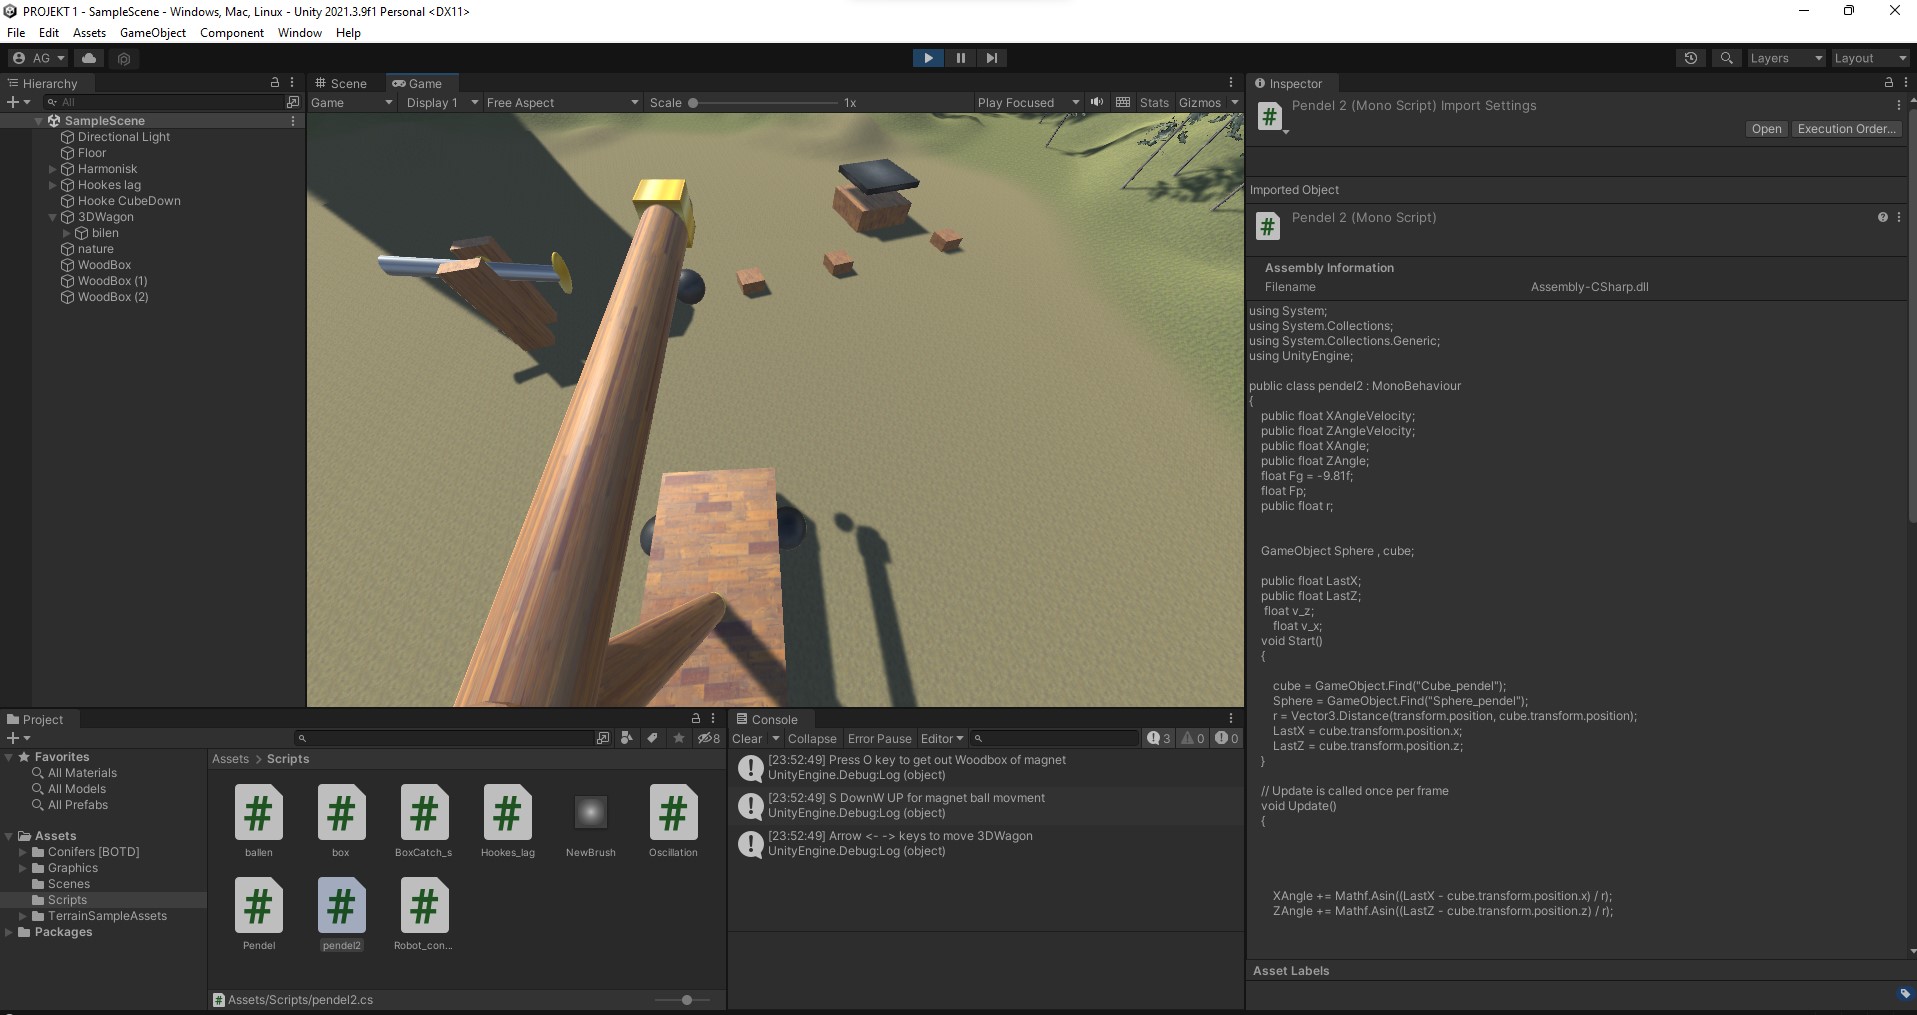 PROJEKT 1 - SampleScene - Windows, Mac, Linux - Unity 2021.3.9f1 Personal <DX11>
File Edit Assets GameObject Component Window Help
AG Layers Layout
Hierarchy
All
SampleScene
Directional Light
Floor
Harmonisk
Hookes lag
Hooke CubeDown
3DWagon
bilen
nature
WoodBox
WoodBox (1)
WoodBox (2)
Scene Game
Game Display 1 Free Aspect Scale 1x Play Focused Stats Gizmos
Inspector
Pendel 2 (Mono Script) Import Settings
Open Execution Order...
Imported Object
Pendel 2 (Mono Script)
Assembly Information
Filename Assembly-CSharp.dll
using System;
using System.Collections;
using System.Collections.Generic;
using UnityEngine;
public class pendel2 : MonoBehaviour
{
public float XAngleVelocity;
public float ZAngleVelocity;
public float XAngle;
public float ZAngle;
float Fg = -9.81f;
float Fp;
public float r;
GameObject Sphere , cube;
public float LastX;
public float LastZ;
float v_z;
float v_x;
void Start()
{
cube = GameObject.Find("Cube_pendel");
Sphere = GameObject.Find("Sphere_pendel");
r = Vector3.Distance(transform.position, cube.transform.position);
LastX = cube.transform.position.x;
LastZ = cube.transform.position.z;
}
// Update is called once per frame
void Update()
{
XAngle += Mathf.Asin((LastX - cube.transform.position.x) / r);
ZAngle += Mathf.Asin((LastZ - cube.transform.position.z) / r);
Asset Labels
Project
8
Favorites
All Materials
All Models
All Prefabs
Assets
Conifers [BOTD]
Graphics
Scenes
Scripts
TerrainSampleAssets
Packages
Assets > Scripts
ballen box BoxCatch_s Hookes_lag NewBrush Oscillation
Pendel pendel2 Robot_con...
Assets/Scripts/pendel2.cs
Console
Clear Collapse Error Pause Editor 3 0 0
[23:52:49] Press O key to get out Woodbox of magnet
UnityEngine.Debug:Log (object)
[23:52:49] S DownW UP for magnet ball movment
UnityEngine.Debug:Log (object)
[23:52:49] Arrow <- -> keys to move 3DWagon
UnityEngine.Debug:Log (object)